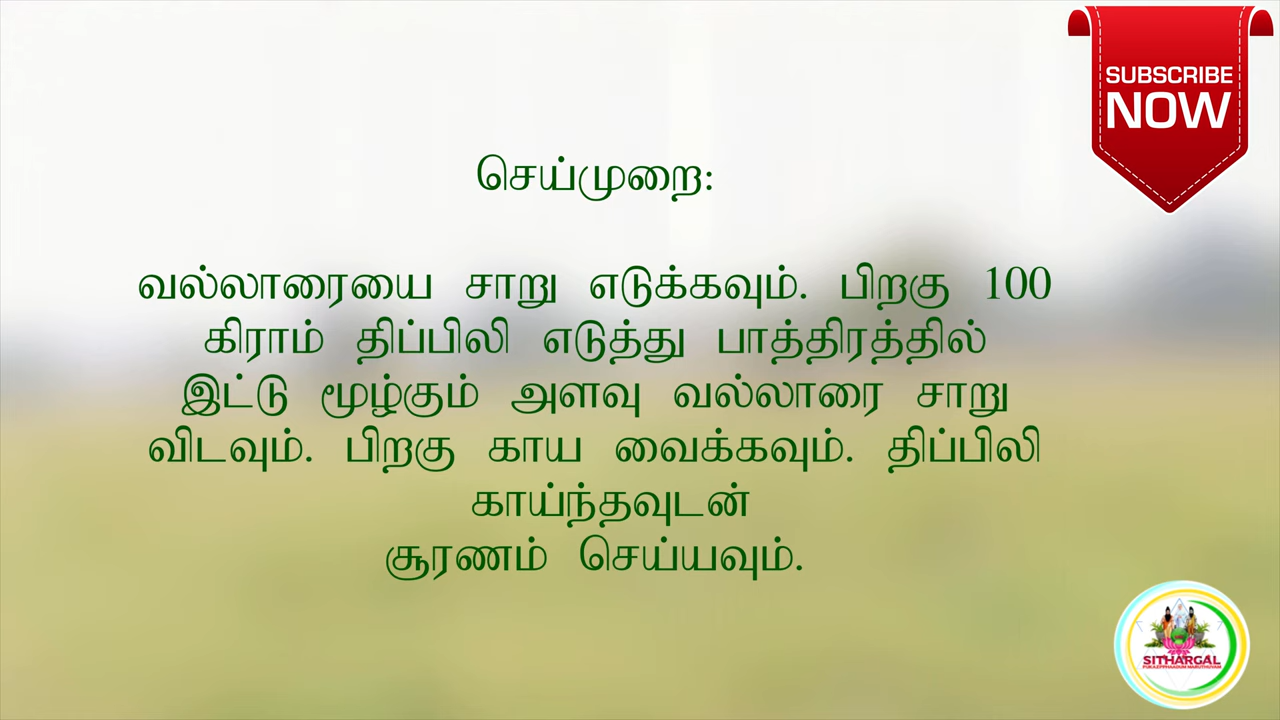 SUBSCRIBE
NOW
செய்முறை:
வல்லாரையை சாறு எடுக்கவும். பிறகு 100
கிராம் திப்பிலி எடுத்து பாத்திரத்தில்
இட்டு மூழ்கும் அளவு வல்லாரை சாறு
விடவும். பிறகு காய வைக்கவும். திப்பிலி
காய்ந்தவுடன்
சூரணம் செய்யவும்.
SITHARGAL